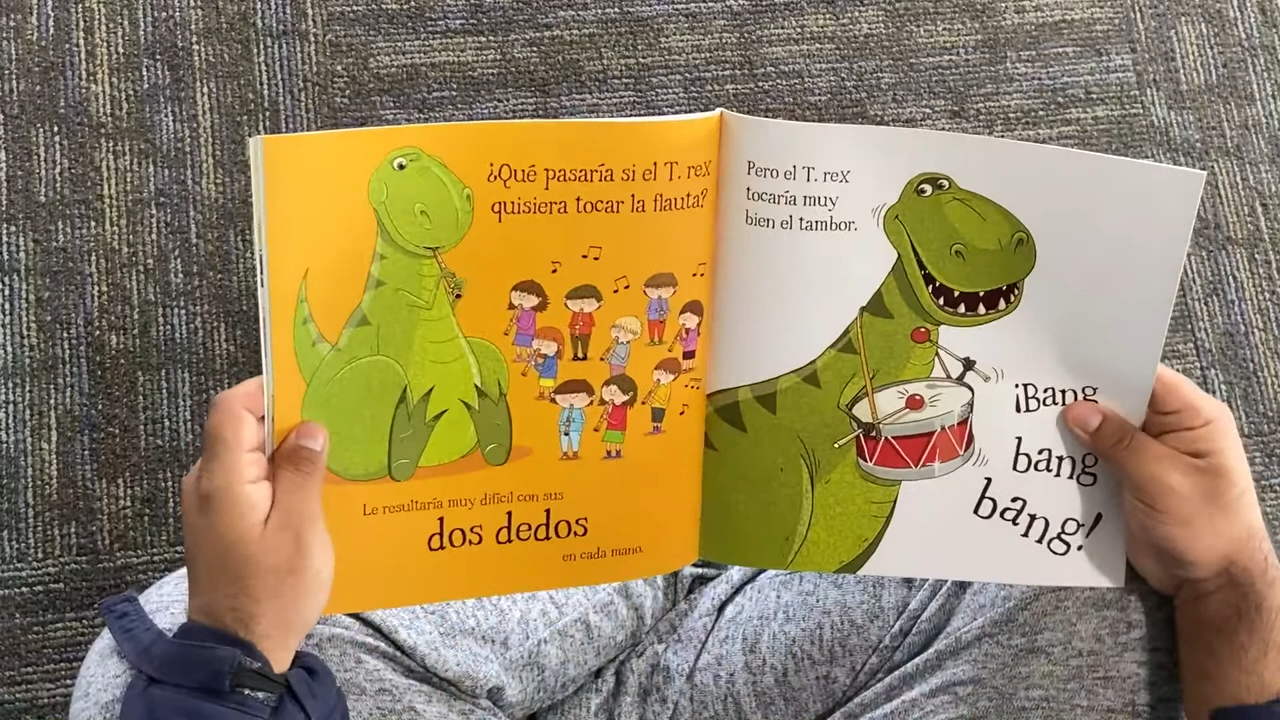 ¿Qué pasaría si el T. rex
quisiera tocar la flauta?
Le resultaría muy difícil con sus
dos dedos
en cada mano.
Pero el T. rex
tocaría muy
bien el tambor.
¡Bang
bang
bang!